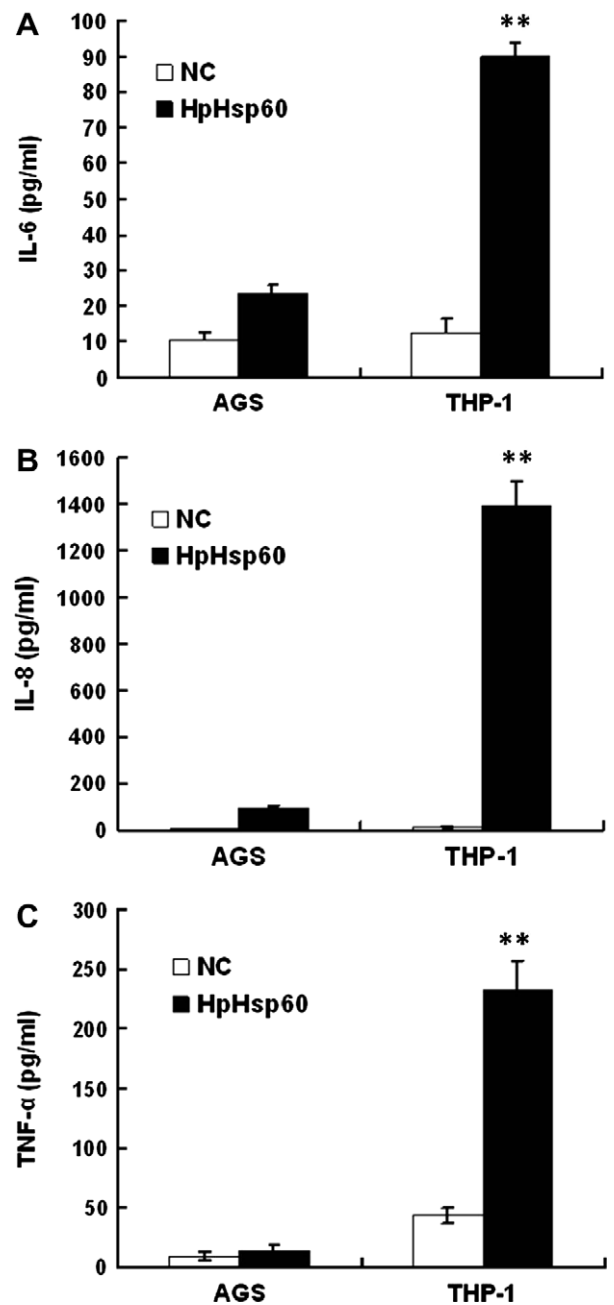 A
100
90
80
70
60
50
40
30
20
10
0
IL-6 (pg/ml)
NC
HpHsp60
**
AGS THP-1
B
1600
1400
1200
1000
800
600
400
200
0
IL-8 (pg/ml)
NC
HpHsp60
**
AGS THP-1
C
300
250
200
150
100
50
0
TNF-α (pg/ml)
NC
HpHsp60
**
AGS THP-1